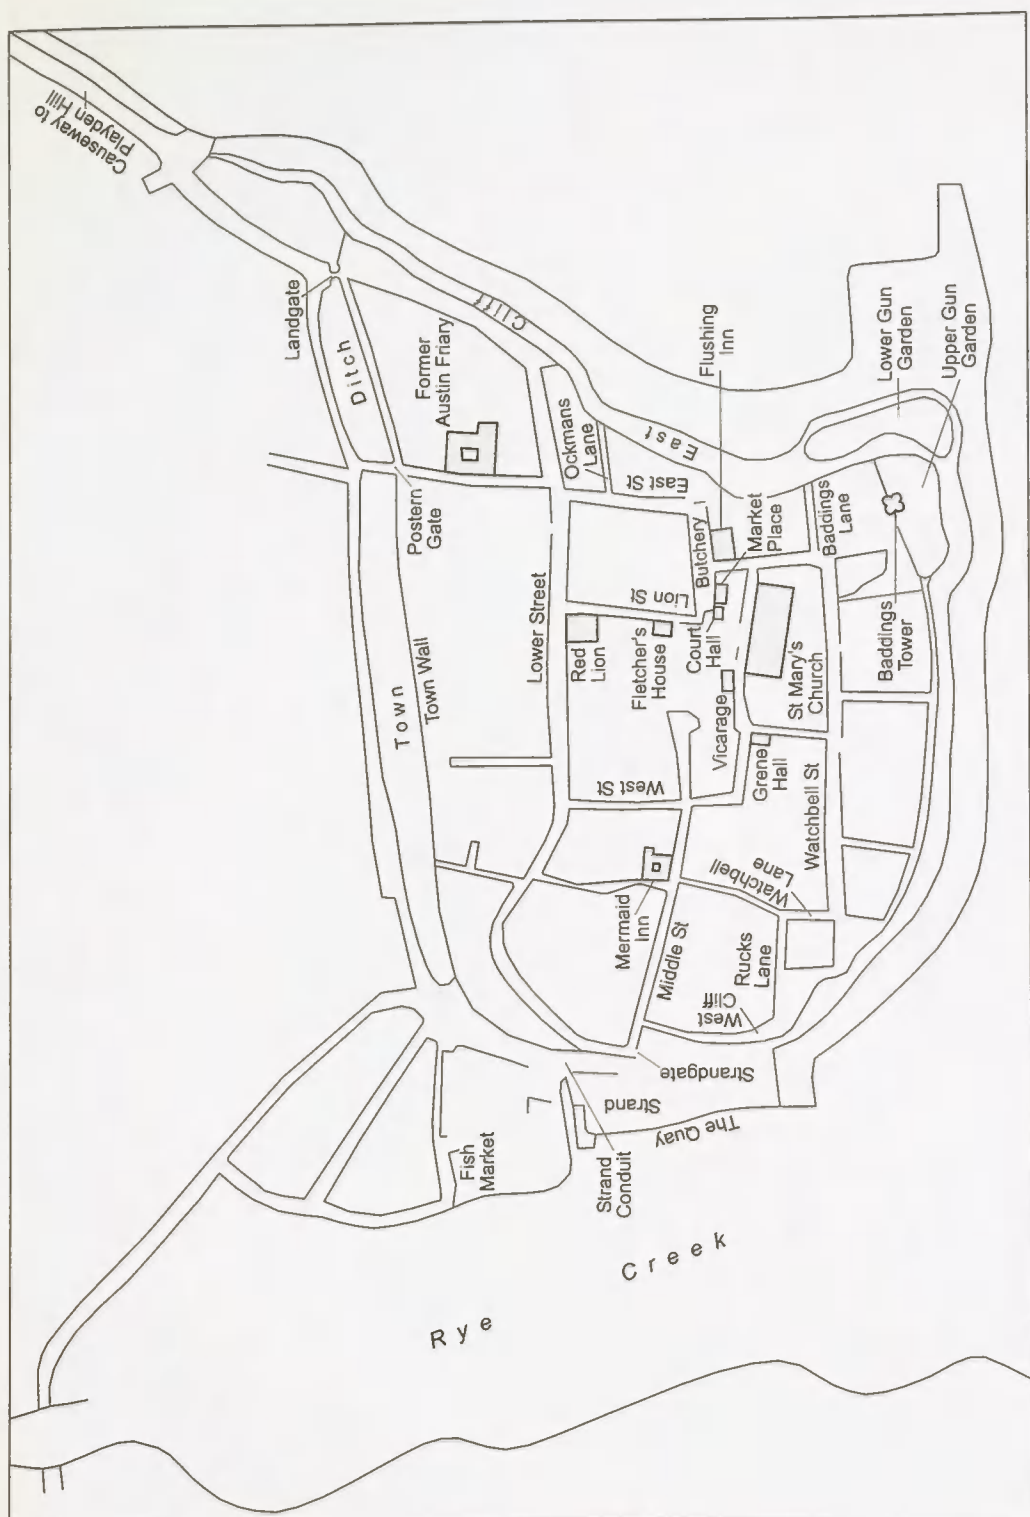 Causeway to
Playden Hill
Landgate
Ditch
Former
Austin Friary
Cliff
Postern
Gate
Ockmans
Lane
East St
East
Flushing
Inn
Lower Gun
Garden
Upper Gun
Garden
Town
Town Wall
Lower Street
Lion St
Butchery
Market
Place
Baddings
Lane
Red
Lion
Fletcher's
House
Court
Hall
Vicarage
St Mary's
Church
Baddings
Tower
West St
Grene
Hall
Watchbell St
Watchbell
Lane
Mermaid
Inn
Middle St
Rucks
Lane
West
Cliff
Strandgate
Strand
The Quay
Fish
Market
Strand
Conduit
Rye
Creek